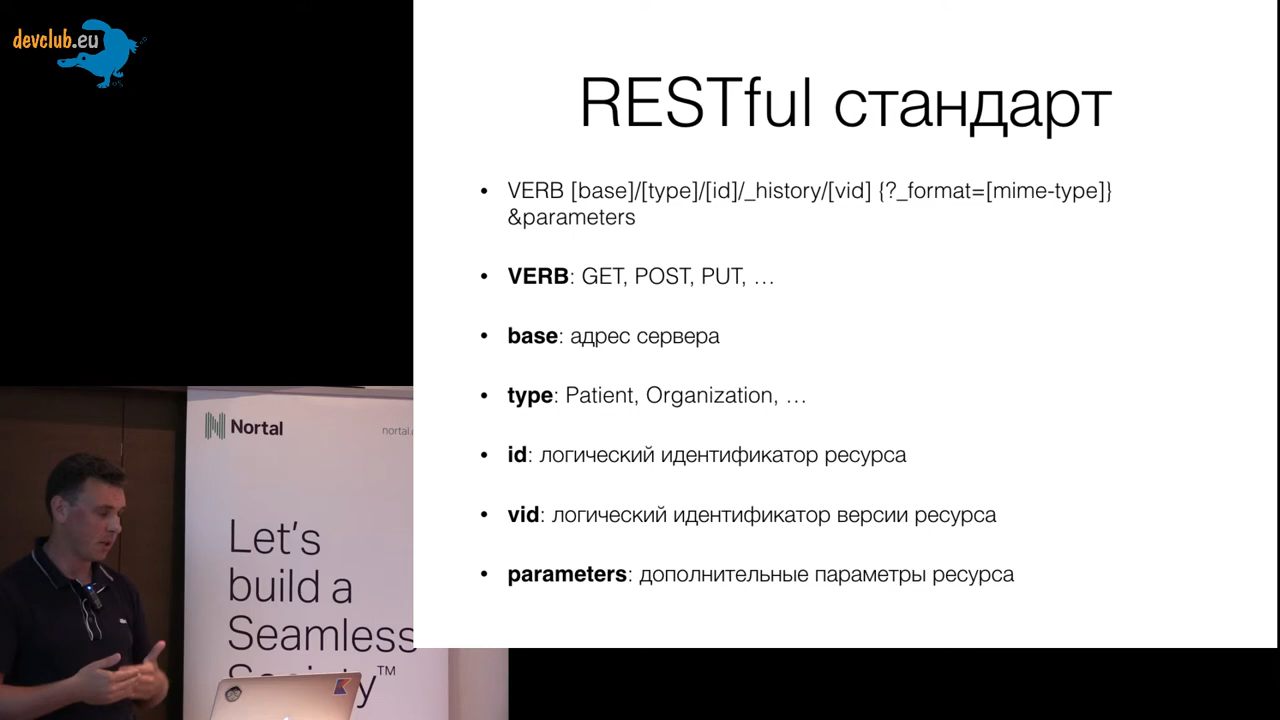 devclub.eu
RESTful стандарт
• VERB [base]/[type]/[id]/_history/[vid] {?_format=[mime-type]}
&parameters
• VERB: GET, POST, PUT, …
• base: адрес сервера
• type: Patient, Organization, …
• id: логический идентификатор ресурса
• vid: логический идентификатор версии ресурса
• parameters: дополнительные параметры ресурса
Nortal
nortal.
Let's
build a
Seamless
Society™